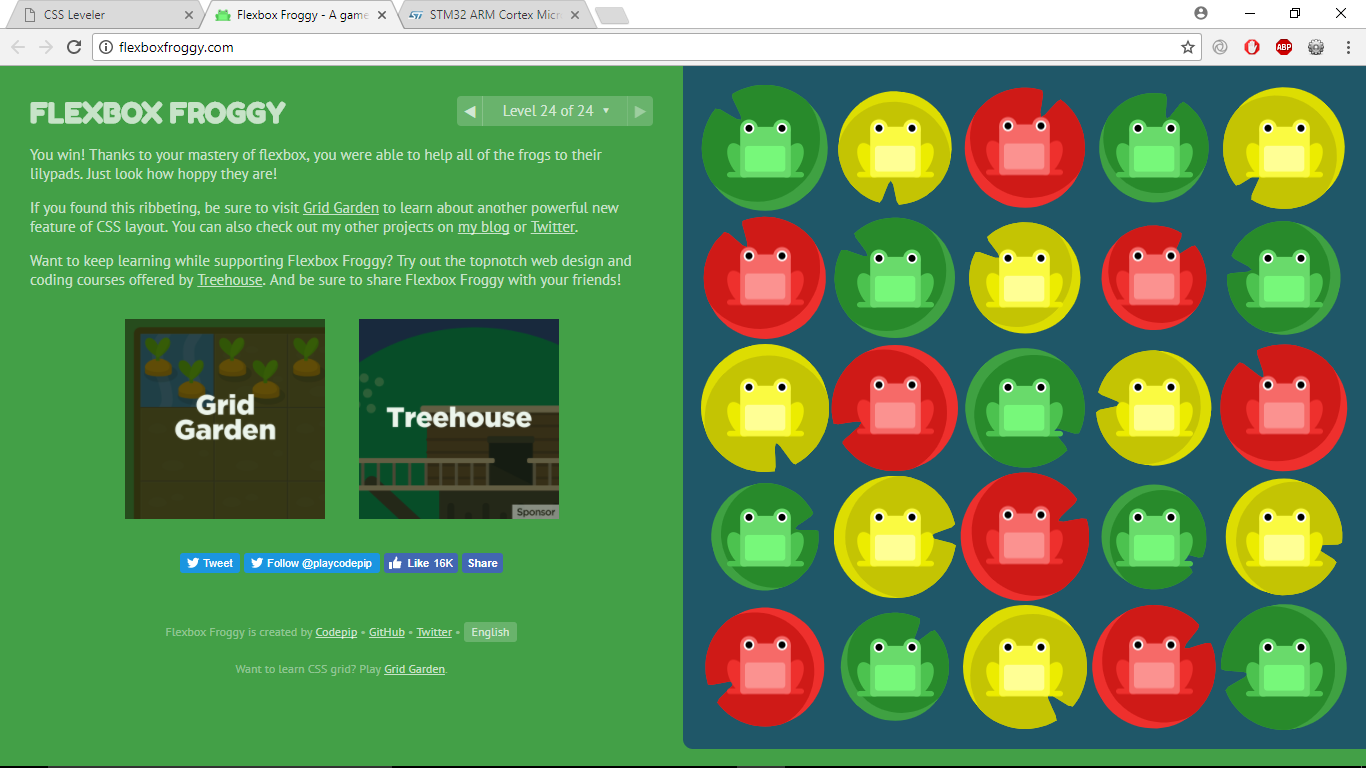 CSS Leveler
Flexbox Froggy - A game
STM32 ARM Cortex Micr
flexboxfroggy.com
ABP
FLEXBOX FROGGY
Level 24 of 24
You win! Thanks to your mastery of flexbox, you were able to help all of the frogs to their
lilypads. Just look how hoppy they are!
If you found this ribbeting, be sure to visit Grid Garden to learn about another powerful new
feature of CSS layout. You can also check out my other projects on my blog or Twitter.
Want to keep learning while supporting Flexbox Froggy? Try out the topnotch web design and
coding courses offered by Treehouse. And be sure to share Flexbox Froggy with your friends!
Grid
Garden
Treehouse
Sponsor
Tweet
Follow @playcodepip
Like 16K
Share
Flexbox Froggy is created by Codepip • GitHub • Twitter • English
Want to learn CSS grid? Play Grid Garden.